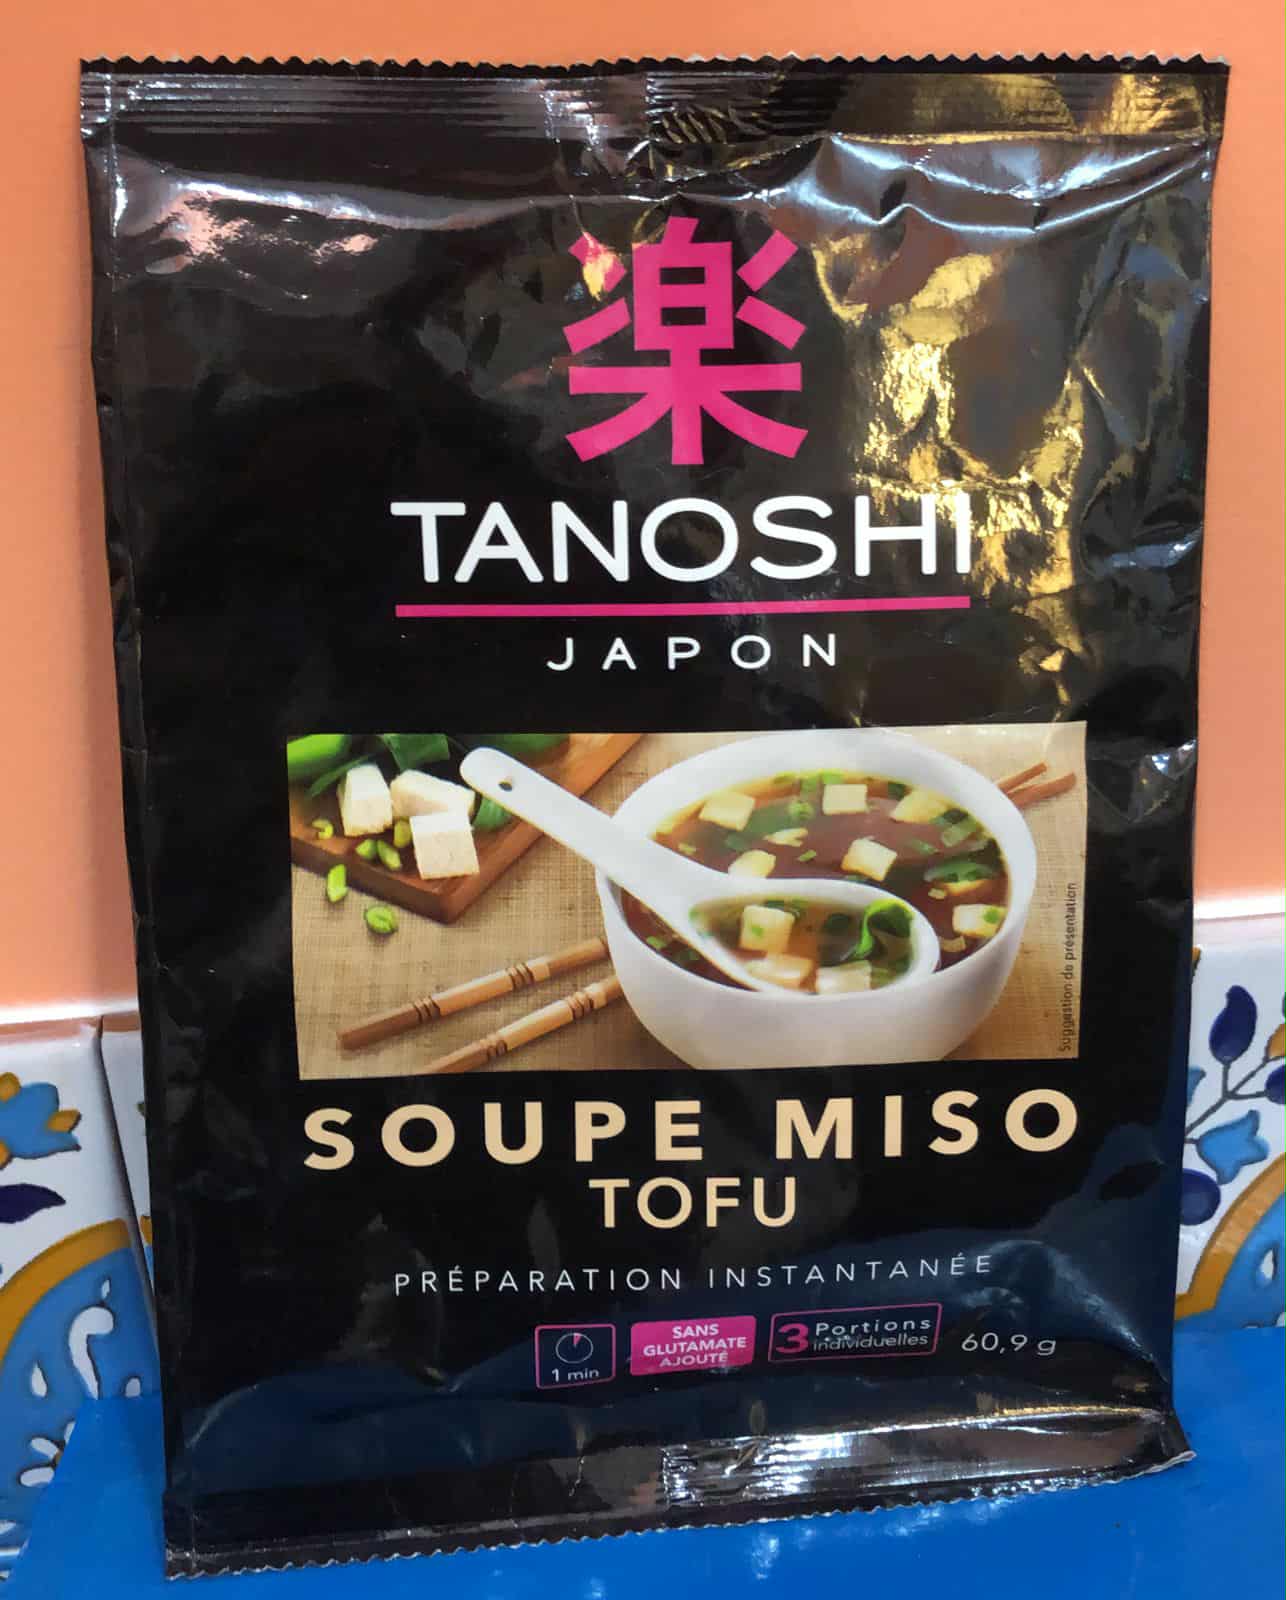 楽
TANOSHI
JAPON
Suggestion de présentation
SOUPE MISO
TOFU
PRÉPARATION INSTANTANÉE
1 min
SANS
GLUTAMATE
AJOUTÉ
3 Portions
individuelles
60,9 g